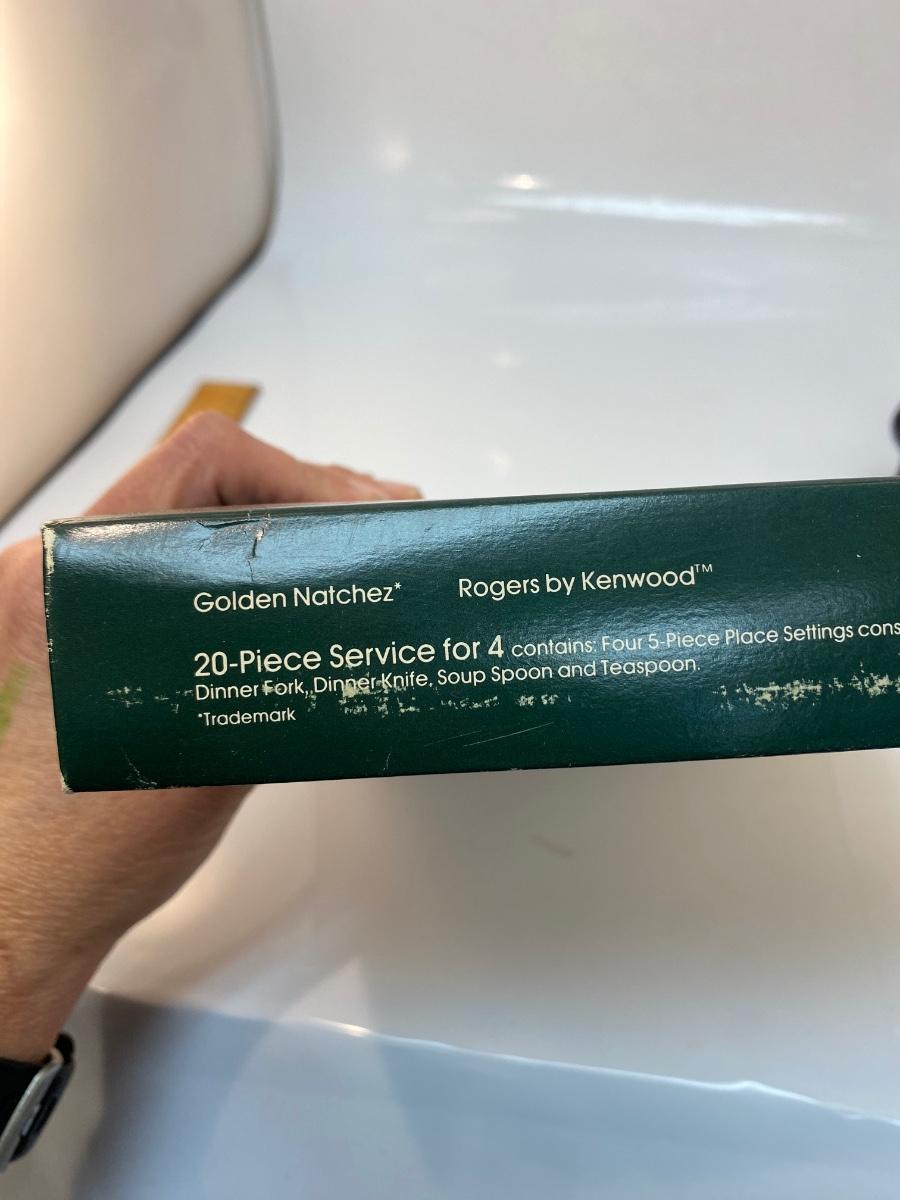 Golden Natchez* Rogers by Kenwood™
20-Piece Service for 4 contains: Four 5-Piece Place Settings cons
Dinner Fork, Dinner Knife, Soup Spoon and Teaspoon.
*Trademark